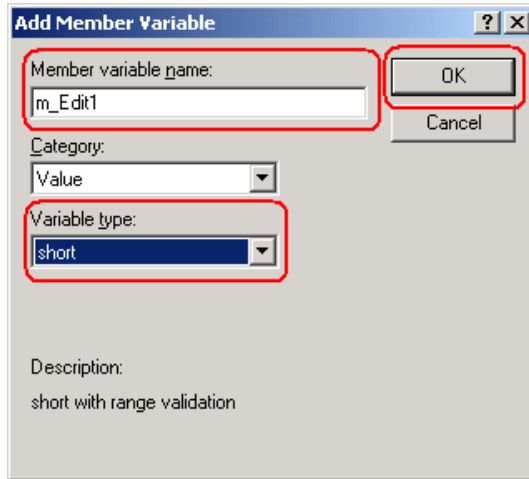 Add Member Variable
Member variable name:
OK
m_Edit1
Cancel
Category:
Value
Variable type:
short
Description:
short with range validation